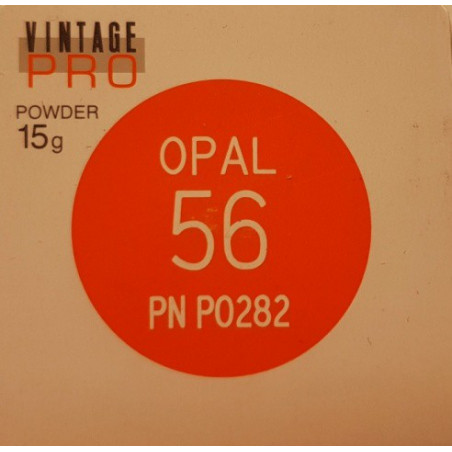 VINTAGE
PRO
POWDER
15g
OPAL
56
PN P0282